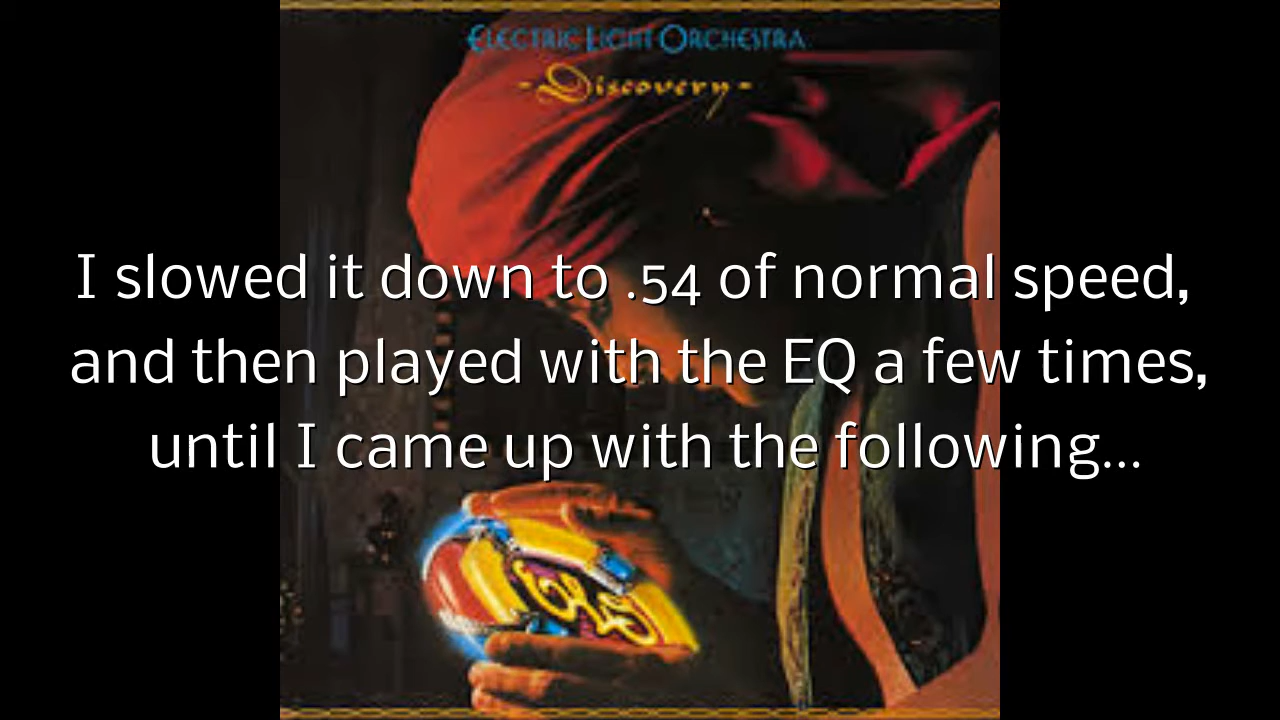 ELECTRIC LIGHT ORCHESTRA
-Discovery-
I slowed it down to .54 of normal speed,
and then played with the EQ a few times,
until I came up with the following...
ELO